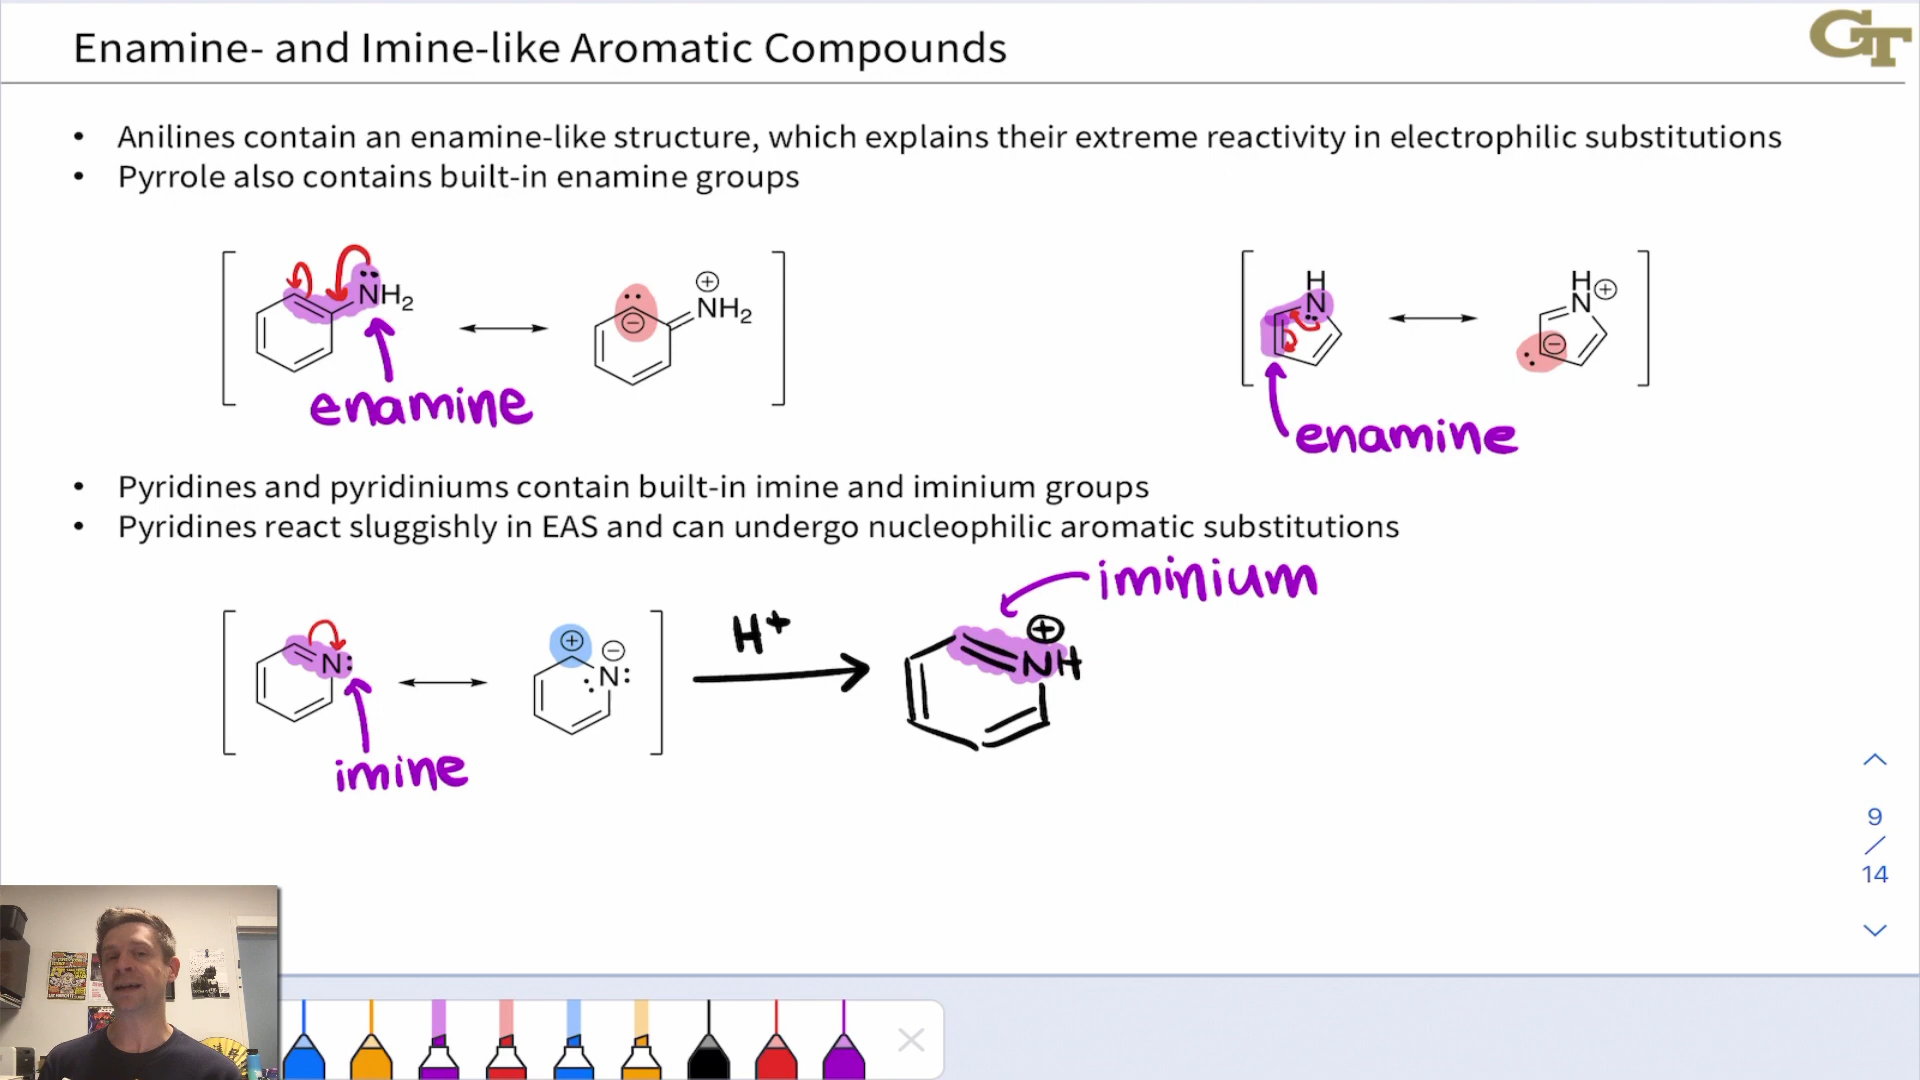 Enamine- and Imine-like Aromatic Compounds
GT
• Anilines contain an enamine-like structure, which explains their extreme reactivity in electrophilic substitutions
• Pyrrole also contains built-in enamine groups
NH₂
⊕
NH₂
⊖
enamine
H
N
H
N
⊕
⊖
enamine
• Pyridines and pyridiniums contain built-in imine and iminium groups
• Pyridines react sluggishly in EAS and can undergo nucleophilic aromatic substitutions
iminium
N:
⊕
⊖
:N:
H+
⊕
NH
imine
9
/
14